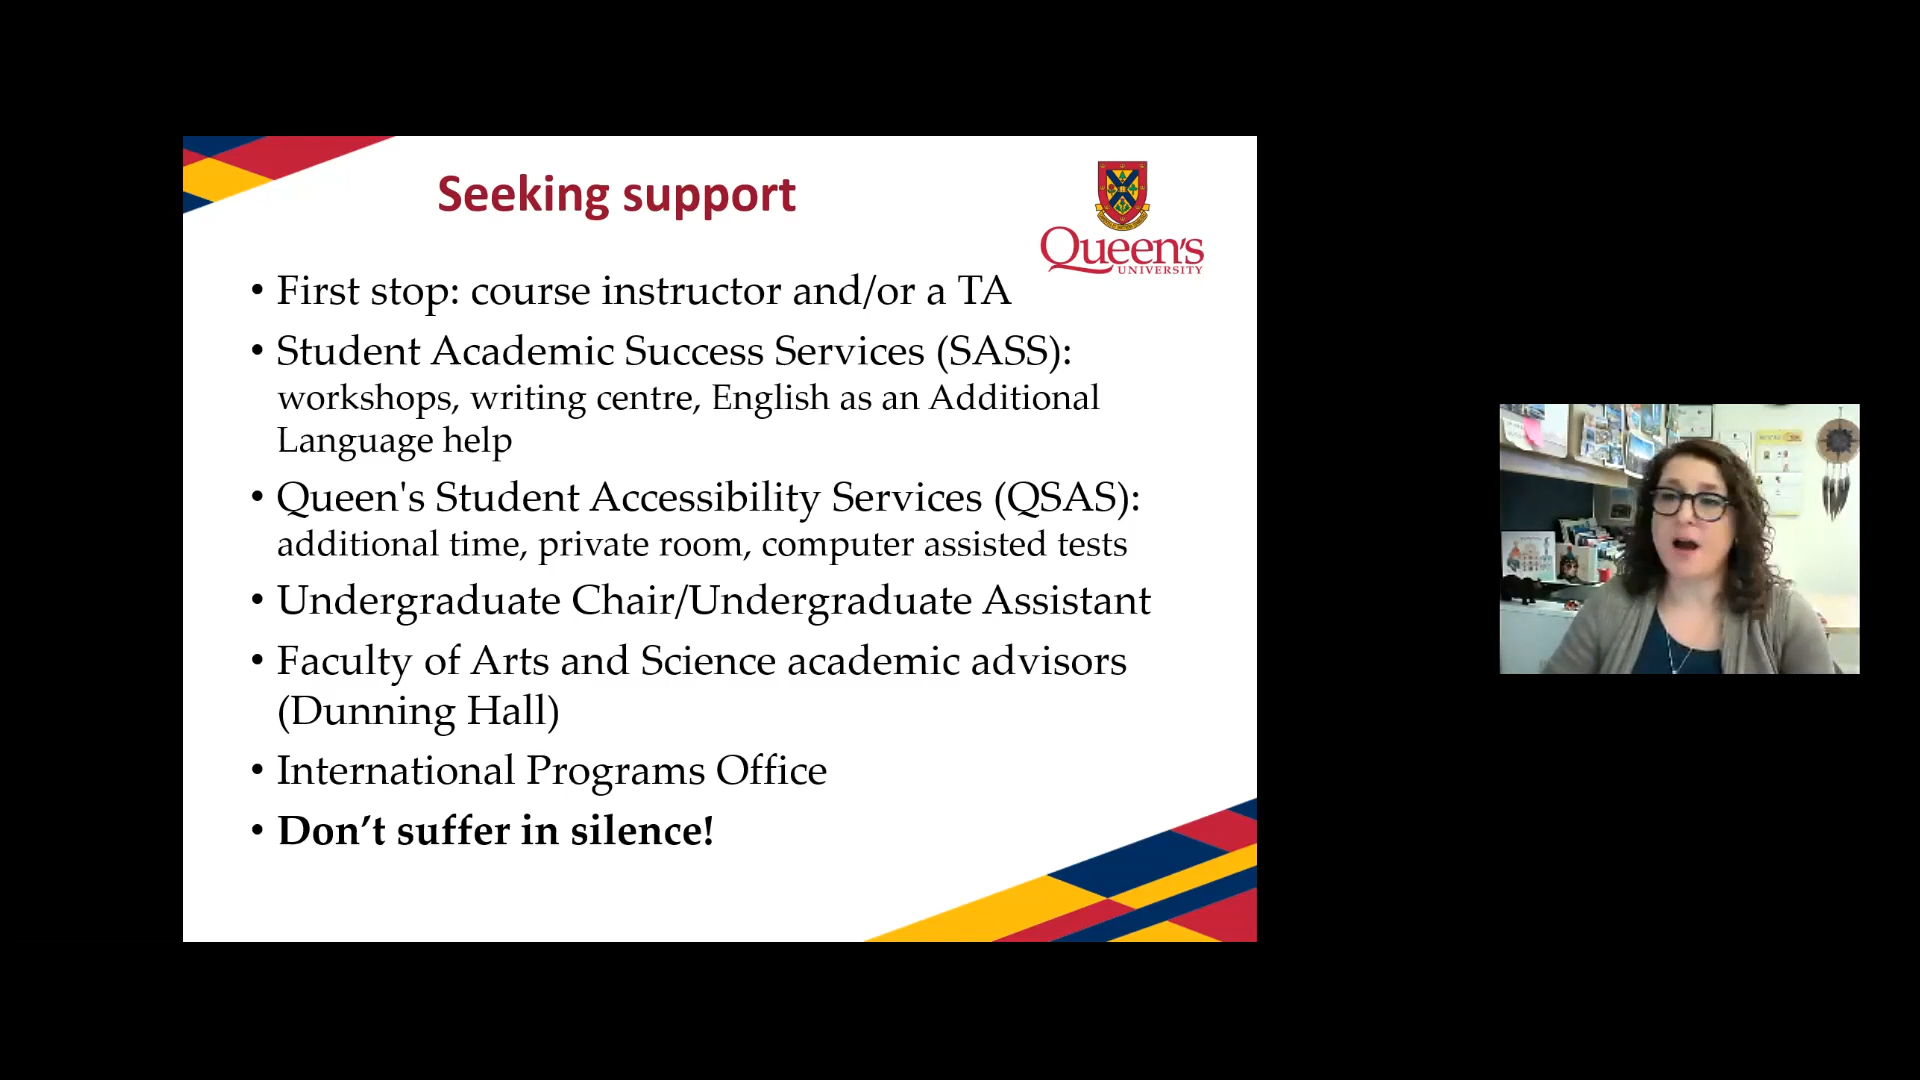 Seeking support
Queen's
UNIVERSITY
• First stop: course instructor and/or a TA
• Student Academic Success Services (SASS):
workshops, writing centre, English as an Additional
Language help
• Queen's Student Accessibility Services (QSAS):
additional time, private room, computer assisted tests
• Undergraduate Chair/Undergraduate Assistant
• Faculty of Arts and Science academic advisors
(Dunning Hall)
• International Programs Office
• Don’t suffer in silence!